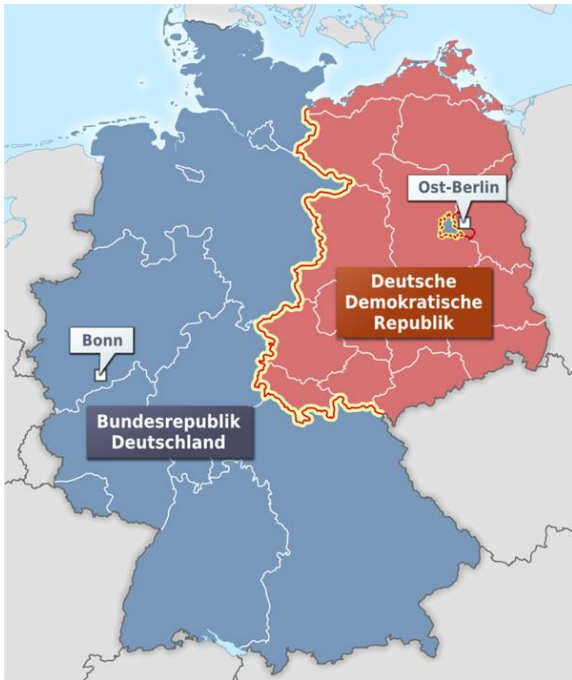 Ost-Berlin
Deutsche
Demokratische
Republik
Bonn
Bundesrepublik
Deutschland